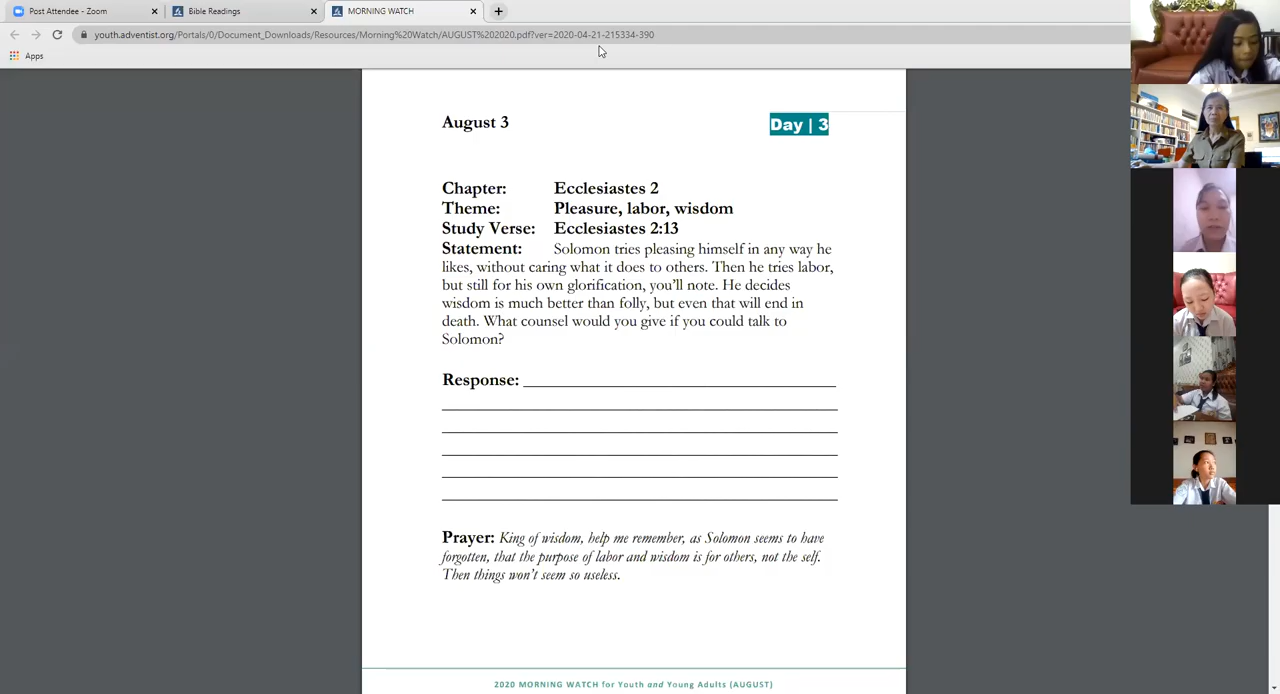 Post Attendee - Zoom
Bible Readings
MORNING WATCH
youth.adventist.org/Portals/0/Document_Downloads/Resources/Morning%20Watch/AUGUST%202020.pdf?ver=2020-04-21-215334-390
Apps
August 3
Day | 3
Chapter: Ecclesiastes 2
Theme: Pleasure, labor, wisdom
Study Verse: Ecclesiastes 2:13
Statement: Solomon tries pleasing himself in any way he
likes, without caring what it does to others. Then he tries labor,
but still for his own glorification, you'll note. He decides
wisdom is much better than folly, but even that will end in
death. What counsel would you give if you could talk to
Solomon?
Response:
Prayer: King of wisdom, help me remember, as Solomon seems to have
forgotten, that the purpose of labor and wisdom is for others, not the self.
Then things won't seem so useless.
2020 MORNING WATCH for Youth and Young Adults (AUGUST)